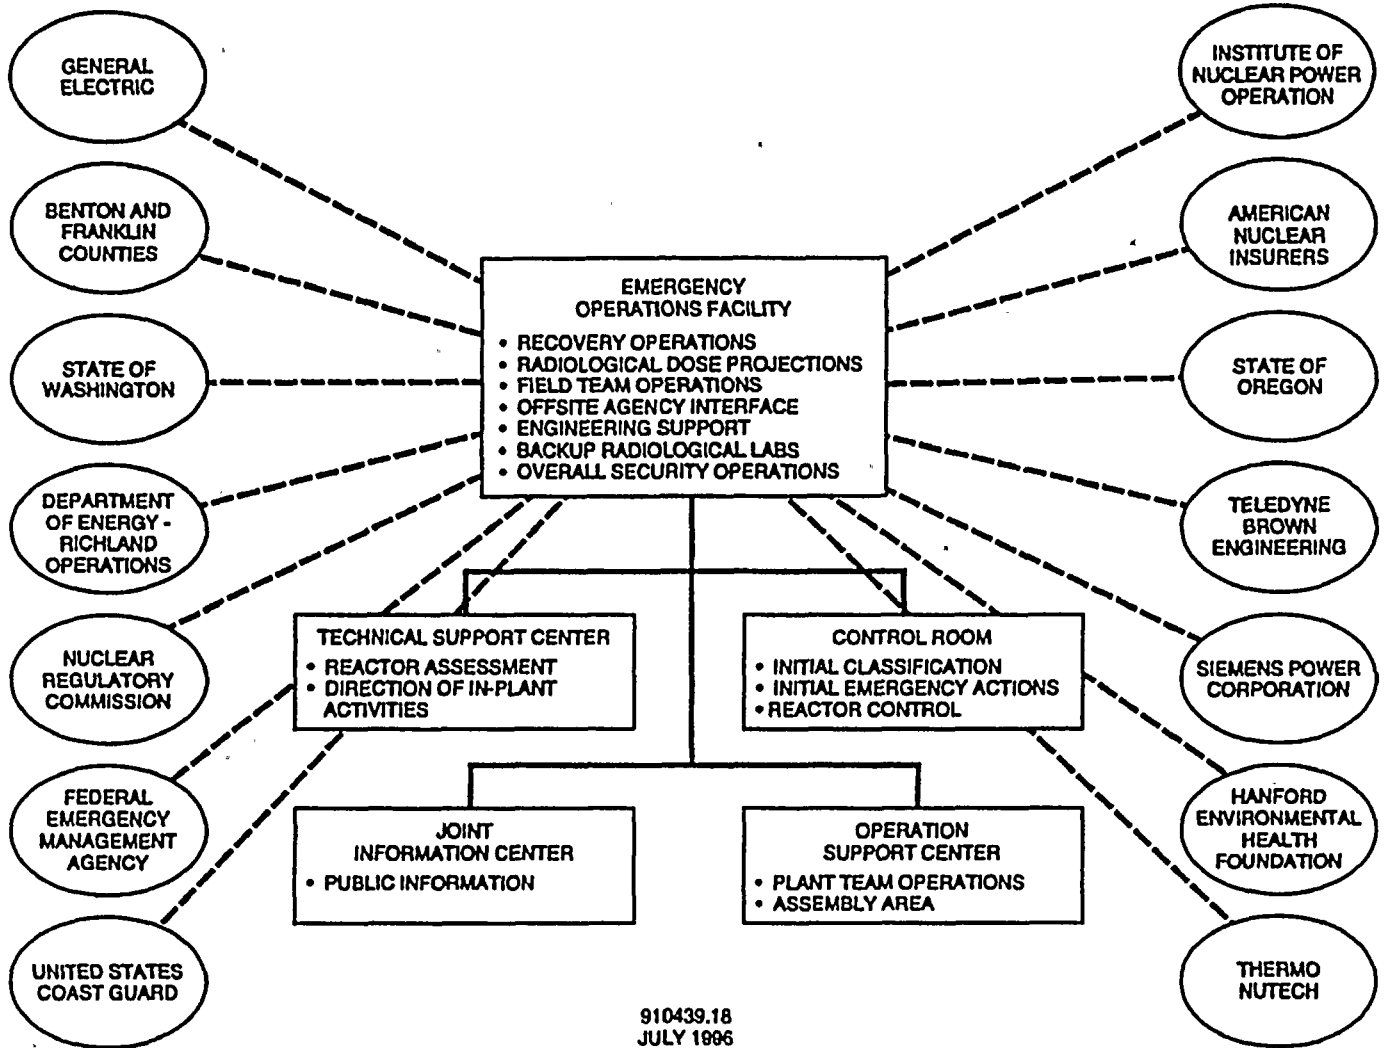 GENERAL
ELECTRIC
BENTON AND
FRANKLIN
COUNTIES
STATE OF
WASHINGTON
DEPARTMENT
OF ENERGY -
RICHLAND
OPERATIONS
NUCLEAR
REGULATORY
COMMISSION
FEDERAL
EMERGENCY
MANAGEMENT
AGENCY
UNITED STATES
COAST GUARD
EMERGENCY
OPERATIONS FACILITY
• RECOVERY OPERATIONS
• RADIOLOGICAL DOSE PROJECTIONS
• FIELD TEAM OPERATIONS
• OFFSITE AGENCY INTERFACE
• ENGINEERING SUPPORT
• BACKUP RADIOLOGICAL LABS
• OVERALL SECURITY OPERATIONS
TECHNICAL SUPPORT CENTER
• REACTOR ASSESSMENT
• DIRECTION OF IN-PLANT
ACTIVITIES
CONTROL ROOM
• INITIAL CLASSIFICATION
• INITIAL EMERGENCY ACTIONS
• REACTOR CONTROL
JOINT
INFORMATION CENTER
• PUBLIC INFORMATION
OPERATION
SUPPORT CENTER
• PLANT TEAM OPERATIONS
• ASSEMBLY AREA
INSTITUTE OF
NUCLEAR POWER
OPERATION
AMERICAN
NUCLEAR
INSURERS
STATE OF
OREGON
TELEDYNE
BROWN
ENGINEERING
SIEMENS POWER
CORPORATION
HANFORD
ENVIRONMENTAL
HEALTH
FOUNDATION
THERMO
NUTECH
910439.18
JULY 1996